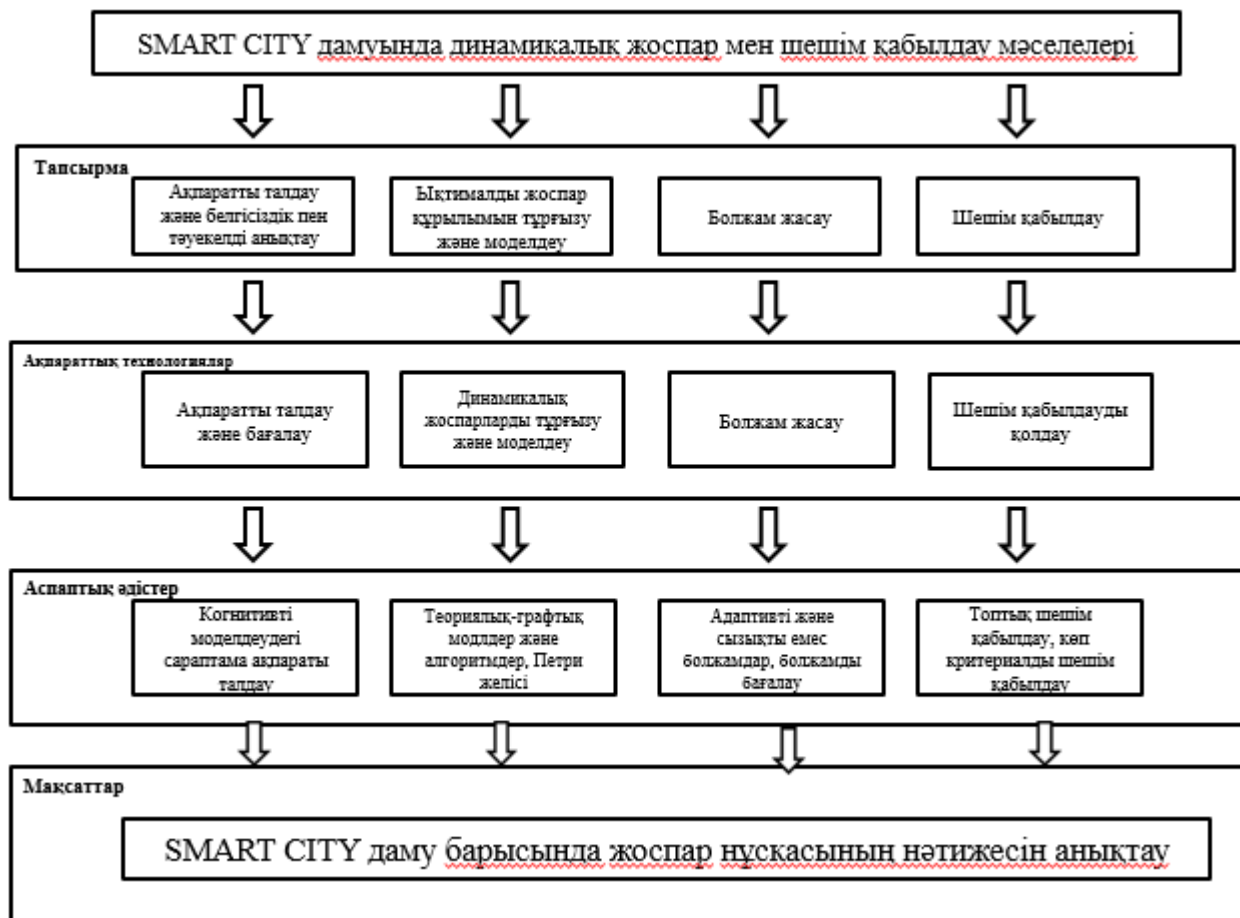 SMART CITY дамуында динамикалық жоспар мен шешім қабылдау мәселелері
Тапсырма
Ақпаратты талдау
және белгісіздік пен
тәуекелді анықтау
Ықтималды жоспар
құрылымын тұрғызу
және моделдеу
Болжам жасау
Шешім қабылдау
Ақпараттық технологиялар
Ақпаратты талдау
және бағалау
Динамикалық
жоспарларды тұрғызу
және моделдеу
Болжам жасау
Шешім қабылдауды
қолдау
Аспаптық әдістер
Когнитивті
моделдеудегі
сараптама ақпараты
талдау
Теориялық-графтық
модлдер және
алгоритмдер, Петри
желісі
Адаптивті және
сызықты емес
болжамдар, болжамды
бағалау
Топтық шешім
қабылдау, көп
критериалды шешім
қабылдау
Мақсаттар
SMART CITY даму барысында жоспар нұсқасының нәтижесін анықтау